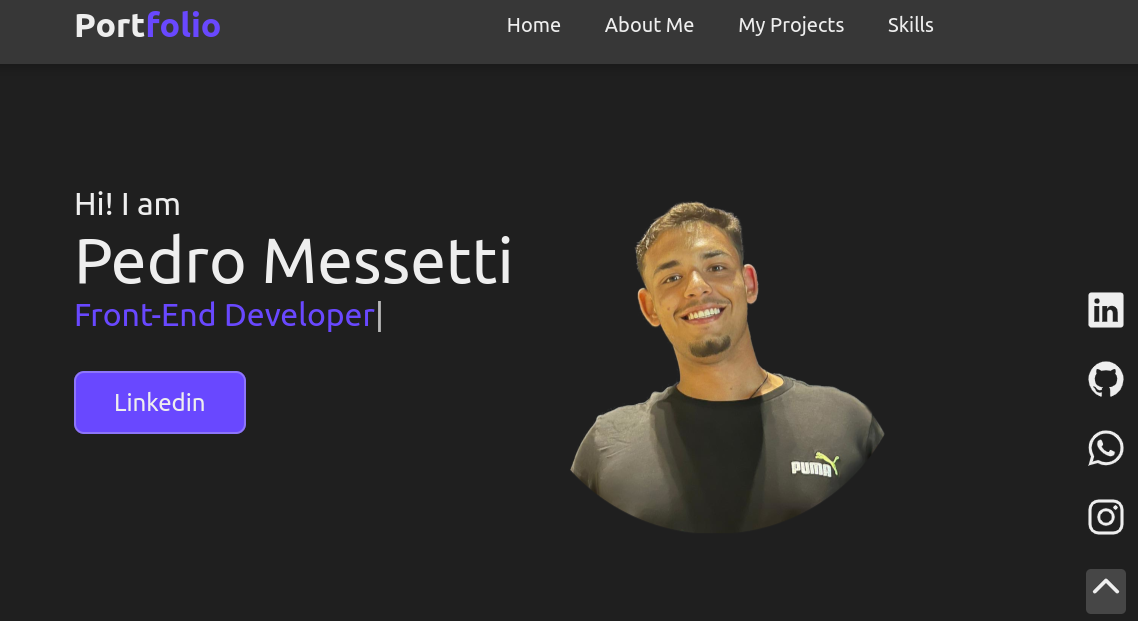 Portfolio
Home About Me My Projects Skills
Hi! I am
Pedro Messetti
Front-End Developer|
Linkedin
PUMA
in